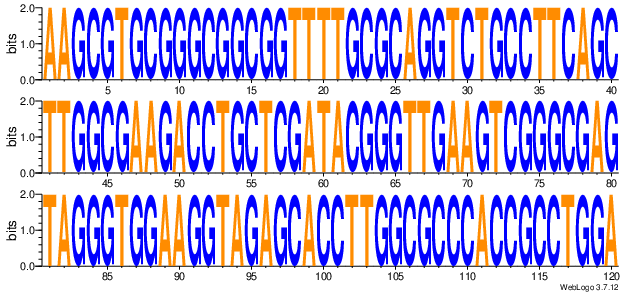 2.0
bits 1.0
0.0
AAGCGTGCGGGCGGCGGTTTTGCGCAGGTCTGCCTTCAGC
5 10 15 20 25 30 35 40
2.0
bits 1.0
0.0
TTGGCGAAGACCTGCTCGATACGGGTTGAAGTCGGGCGAG
45 50 55 60 65 70 75 80
2.0
bits 1.0
0.0
TAGGGTGGAAGGTAGAGCACCTTGGCGCCCACCGCCTGGA
85 90 95 100 105 110 115 120
WebLogo 3.7.12